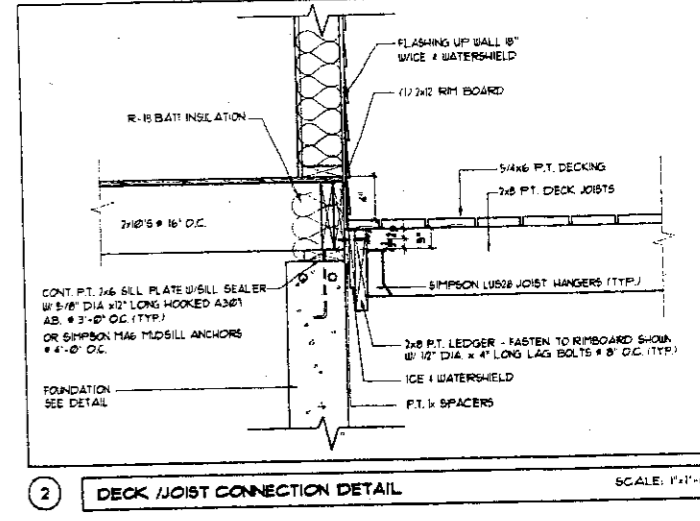 FLASHING UP WALL 18"
W/ICE & WATERSHIELD
(1) 2x12 RIM BOARD
R-19 BATT INSULATION
5/4x6 P.T. DECKING
2x8 P.T. DECK JOISTS
6"
2x10'S @ 16" O.C.
5"
SIMPSON LUS28 JOIST HANGERS (TYP.)
CONT. P.T. 2x6 SILL PLATE W/SILL SEALER
W/ 5/8" DIA x12" LONG HOOKED A307
AB. @ 3'-0" O.C. (TYP.)
OR SIMPSON MA6 MUDSILL ANCHORS
@ 4'-0" O.C.
2x8 P.T. LEDGER - FASTEN TO RIMBOARD SHOWN
W/ 1/2" DIA. x 4" LONG LAG BOLTS @ 8" O.C. (TYP.)
ICE & WATERSHIELD
FOUNDATION
SEE DETAIL
P.T. 1x SPACERS
2 DECK /JOIST CONNECTION DETAIL
SCALE: